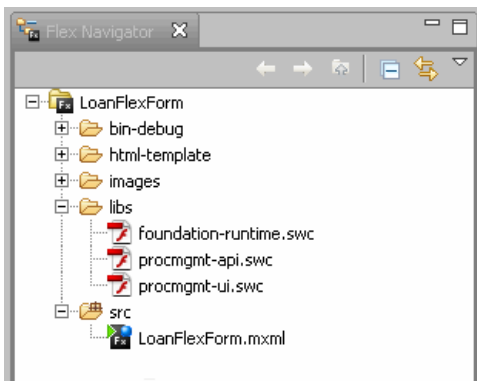 Flex Navigator
LoanFlexForm
bin-debug
html-template
images
libs
foundation-runtime.swc
procmgmt-api.swc
procmgmt-ui.swc
src
LoanFlexForm.mxml